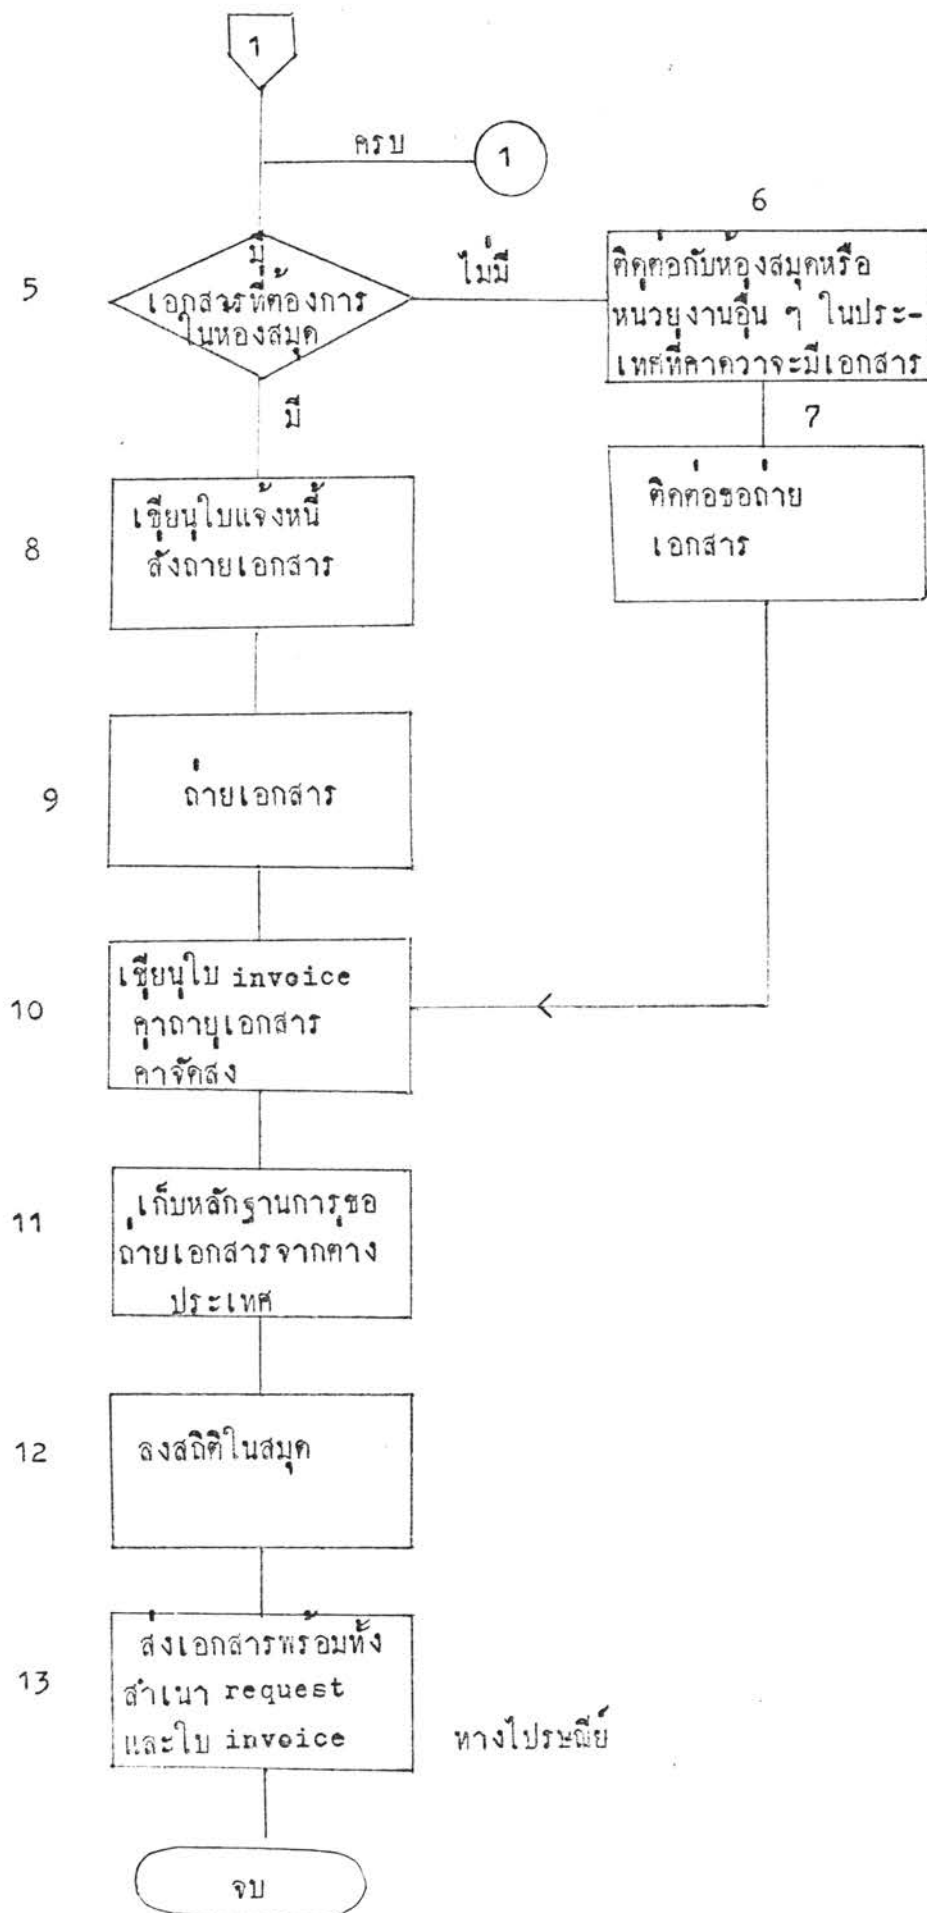 1
ครบ
1
5
มี
เอกสารที่ต้องการ
ในห้องสมุด
ไม่มี
6
ติดต่อกับห้องสมุดหรือ
หน่วยงานอื่น ๆ ในประ-
เทศที่คาดว่าจะมีเอกสาร
มี
7
ติดต่อขอถ่าย
เอกสาร
8
เขียนใบแจ้งหนี้
สั่งถ่ายเอกสาร
9
ถ่ายเอกสาร
10
เขียนใบ invoice
ค่าถ่ายเอกสาร
ค่าจัดส่ง
11
เก็บหลักฐานการขอ
ถ่ายเอกสารจากต่าง
ประเทศ
12
ลงสถิติในสมุด
13
ส่งเอกสารพร้อมทั้ง
สำเนา request
และใบ invoice
ทางไปรษณีย์
จบ